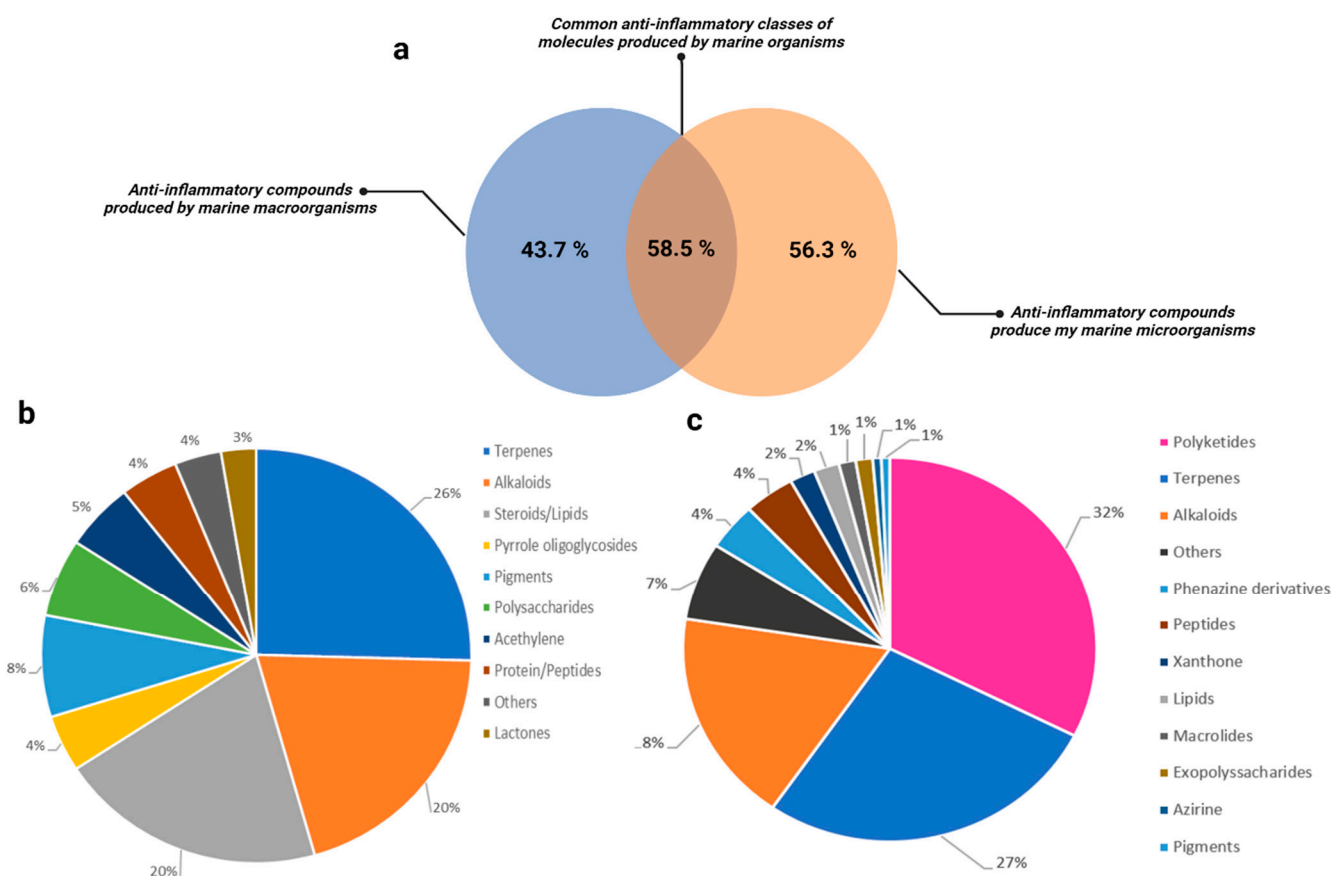 a
Common anti-inflammatory classes of
molecules produced by marine organisms
Anti-inflammatory compounds
produced by marine macroorganisms
43.7 %
58.5 %
56.3 %
Anti-inflammatory compounds
produce my marine microorganisms
b
4%
3%
4%
5%
6%
8%
4%
20%
20%
26%
Terpenes
Alkaloids
Steroids/Lipids
Pyrrole oligoglycosides
Pigments
Polysaccharides
Acethylene
Protein/Peptides
Others
Lactones
c
1%
1%
1%
1%
2%
2%
4%
4%
7%
8%
27%
32%
Polyketides
Terpenes
Alkaloids
Others
Phenazine derivatives
Peptides
Xanthone
Lipids
Macrolides
Exopolyssacharides
Azirine
Pigments